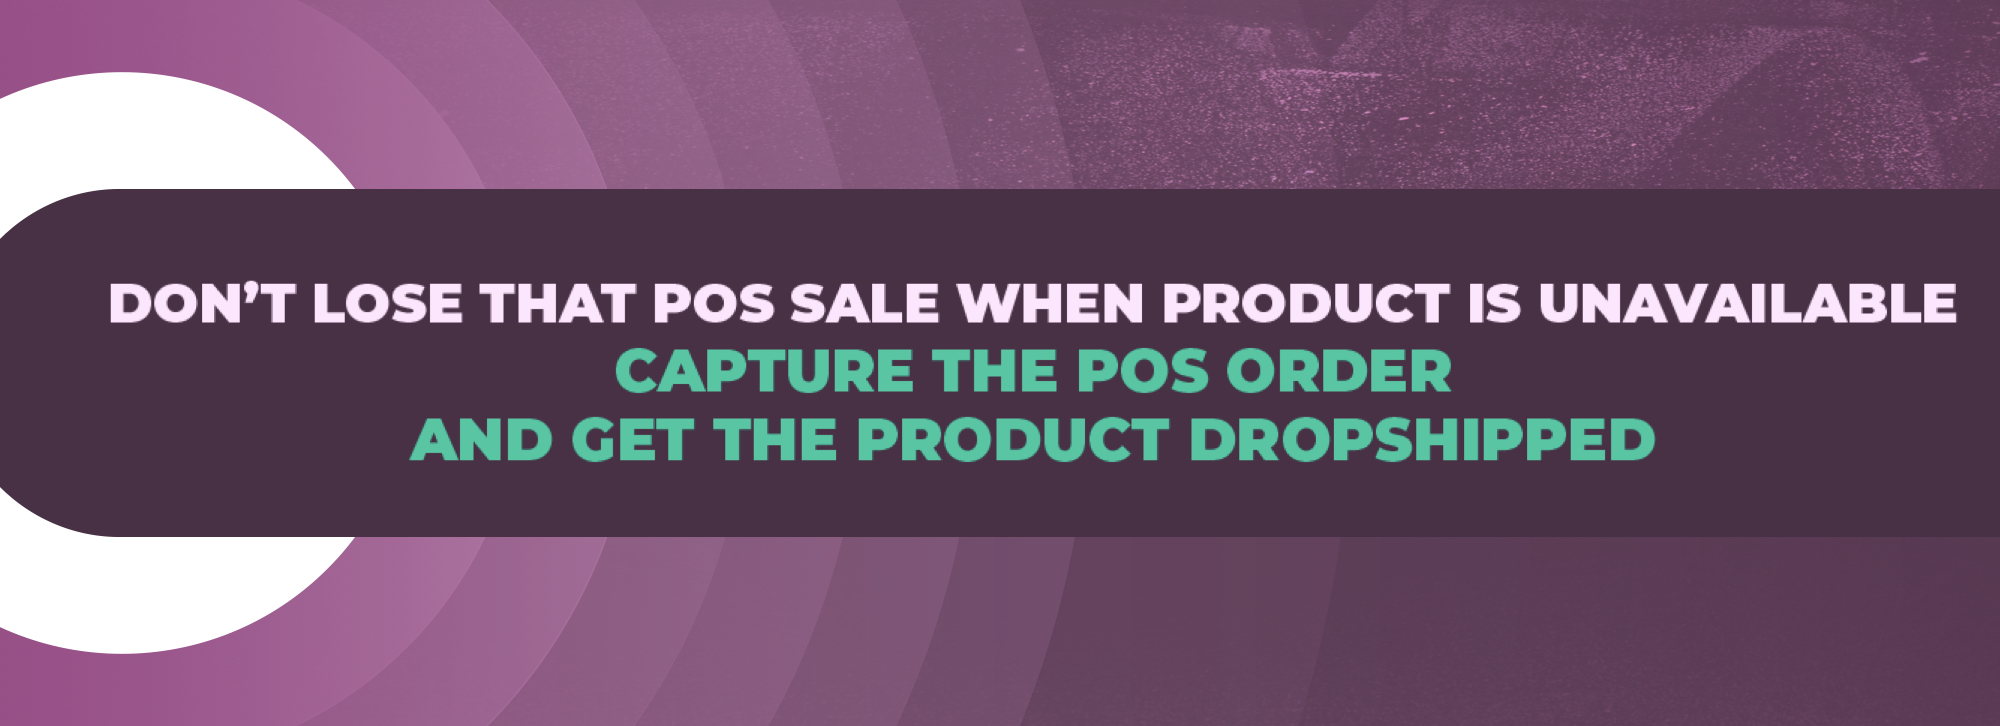 DON’T LOSE THAT POS SALE WHEN PRODUCT IS UNAVAILABLE
CAPTURE THE POS ORDER
AND GET THE PRODUCT DROPSHIPPED